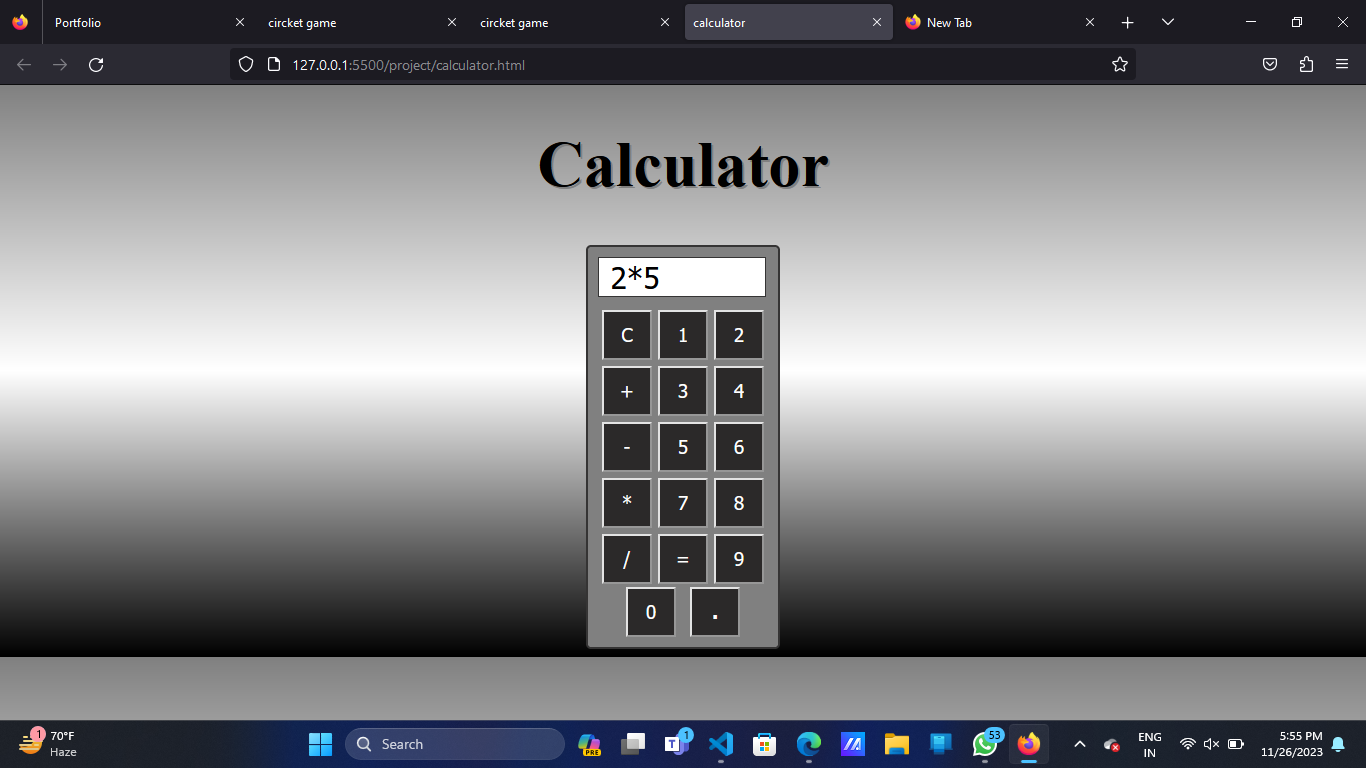 Portfolio circket game circket game calculator New Tab
127.0.0.1:5500/project/calculator.html
Calculator
2*5
C 1 2
+ 3 4
- 5 6
* 7 8
/ = 9
0 .
1 70°F Haze
Search
PRE
T 1
53
ENG
IN
5:55 PM
11/26/2023